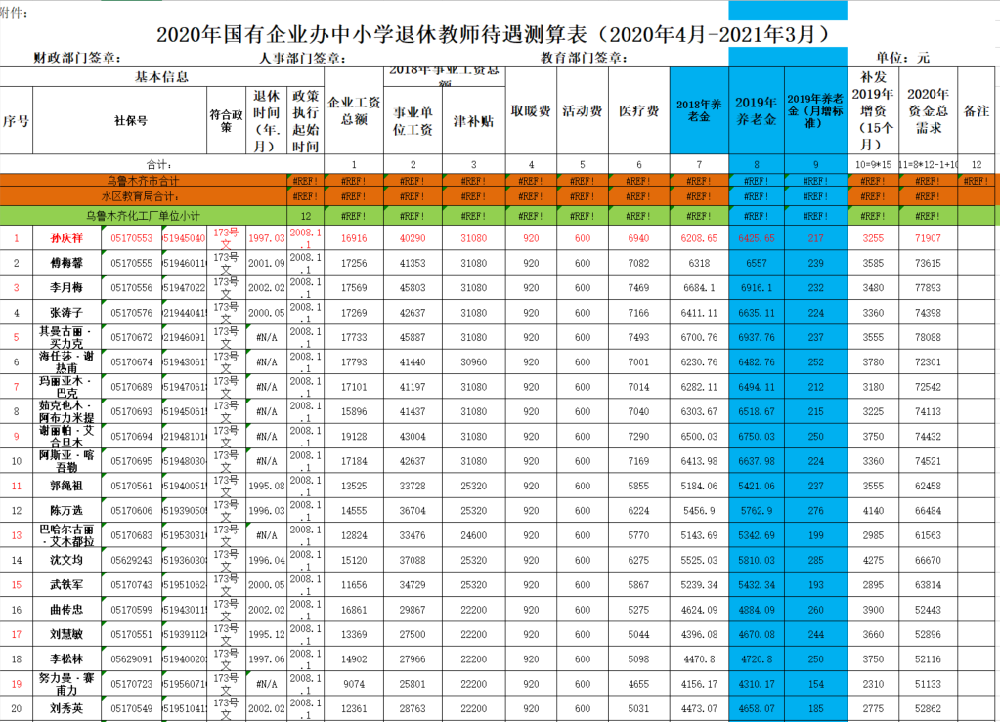 附件:
2020年国有企业办中小学退休教师待遇测算表（2020年4月-2021年3月）
财政部门签章: 人事部门签章: 教育部门签章: 单位: 元
序号 基本信息 企业工资总额 2018年事业工资总额 取暖费 活动费 医疗费 2018年养老金 2019年养老金 2019年养老金（月增标准） 补发2019年增资（15个月） 2020年资金总需求 备注
社保号 符合政策 退休时间（年.月） 政策执行起始时间 事业单位工资 津补贴
合计: 1 2 3 4 5 6 7 8 9 10=9*15 11=8*12-1+10 12
乌鲁木齐市合计 #REF! #REF! #REF! #REF! #REF! #REF! #REF! #REF! #REF! #REF! #REF! #REF! #REF!
水区教育局合计: #REF! #REF! #REF! #REF! #REF! #REF! #REF! #REF! #REF! #REF! #REF! #REF!
乌鲁木齐化工厂单位小计 12 #REF! #REF! #REF! #REF! #REF! #REF! #REF! #REF! #REF! #REF! #REF!
1 孙庆祥 05170553 051945040 173号文 1997.03 2008.1.1 16916 40290 31080 920 600 6940 6208.65 6425.65 217 3255 71907
2 傅梅馨 05170555 051946011 173号文 2001.09 2008.1.1 17256 41353 31080 920 600 7082 6318 6557 239 3585 73615
3 李月梅 05170556 051947022 173号文 2002.02 2008.1.1 17569 45803 31080 920 600 7469 6684.1 6916.1 232 3480 77893
4 张涛子 05170576 021944041 173号文 2000.05 2008.1.1 17269 42637 31080 920 600 7166 6411.11 6635.11 224 3360 74398
5 其曼古丽·买力克 05170672 021946091 173号文 #N/A 2008.1.1 17733 45887 31080 920 600 7493 6700.76 6937.76 237 3555 78088
6 海任莎·谢热甫 05170674 051943061 173号文 #N/A 2008.1.1 17793 41440 30960 920 600 7001 6230.76 6482.76 252 3780 72301
7 玛丽亚木·巴克 05170689 051947061 173号文 #N/A 2008.1.1 17101 41197 31080 920 600 7014 6282.11 6494.11 212 3180 72542
8 茹克也木·阿布力米提 05170693 051945061 173号文 #N/A 2008.1.1 15896 41437 31080 920 600 7040 6303.67 6518.67 215 3225 74113
9 谢丽帕·艾合旦木 05170694 021948101 173号文 #N/A 2008.1.1 19128 43004 31080 920 600 7290 6500.03 6750.03 250 3750 74432
10 阿斯亚·喀吾勒 05170695 051948030 173号文 #N/A 2008.1.1 17184 42637 31080 920 600 7169 6413.98 6637.98 224 3360 74521
11 郭绳祖 05170561 051940051 173号文 1995.08 2008.1.1 13525 33728 25320 920 600 5855 5184.06 5421.06 237 3555 62458
12 陈万选 05170606 051939050 173号文 1996.03 2008.1.1 14555 36704 25320 920 600 6224 5456.9 5762.9 276 4140 66484
13 巴哈尔古丽·艾木都拉 05170683 051953031 173号文 #N/A 2008.1.1 12824 33476 24600 920 600 5770 5143.69 5342.69 199 2985 61563
14 沈文均 05629243 051936030 173号文 1996.04 2008.1.1 15120 37088 25320 920 600 6275 5525.03 5810.03 285 4275 66670
15 武铁军 05170743 051951062 173号文 2000.05 2008.1.1 11656 34729 25320 920 600 5867 5239.34 5432.34 193 2895 63814
16 曲传忠 05170599 051943011 173号文 2002.02 2008.1.1 16861 29867 22200 920 600 5275 4624.09 4884.09 260 3900 52443
17 刘慧敏 05170551 051939112 173号文 1995.12 2008.1.1 13369 27500 22200 920 600 5044 4396.08 4670.08 244 3660 52896
18 李松林 05629091 051940020 173号文 1997.06 2008.1.1 14902 27966 22200 920 600 5098 4470.8 4720.8 250 3750 52116
19 努力曼·赛甫力 05170723 051956071 173号文 #N/A 2008.1.1 9074 25801 22200 920 600 4655 4156.17 4310.17 154 2310 51133
20 刘秀英 05170549 051951041 173号文 2002.02 2008.1.1 12361 28763 22200 920 600 5031 4473.07 4658.07 185 2775 52862